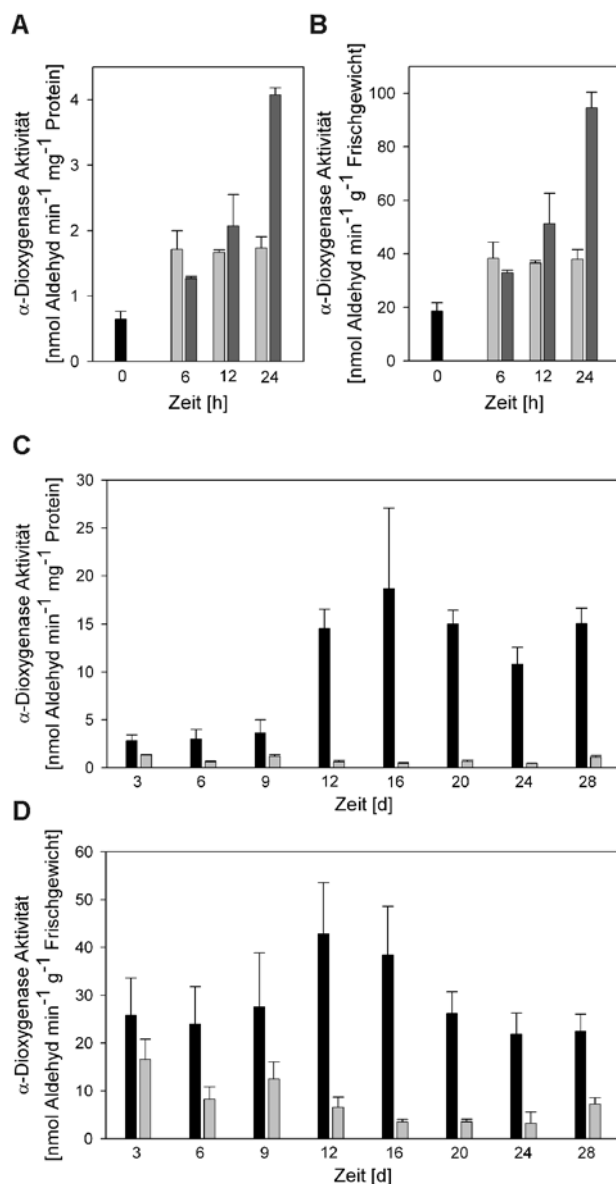 A
α-Dioxygenase Aktivität
[nmol Aldehyd min⁻¹ mg⁻¹ Protein]
4
3
2
1
0
0 6 12 24
Zeit [h]
B
α-Dioxygenase Aktivität
[nmol Aldehyd min⁻¹ g⁻¹ Frischgewicht]
100
80
60
40
20
0
0 6 12 24
Zeit [h]
C
α-Dioxygenase Aktivität
[nmol Aldehyd min⁻¹ mg⁻¹ Protein]
30
25
20
15
10
5
0
3 6 9 12 16 20 24 28
Zeit [d]
D
α-Dioxygenase Aktivität
[nmol Aldehyd min⁻¹ g⁻¹ Frischgewicht]
60
50
40
30
20
10
0
3 6 9 12 16 20 24 28
Zeit [d]